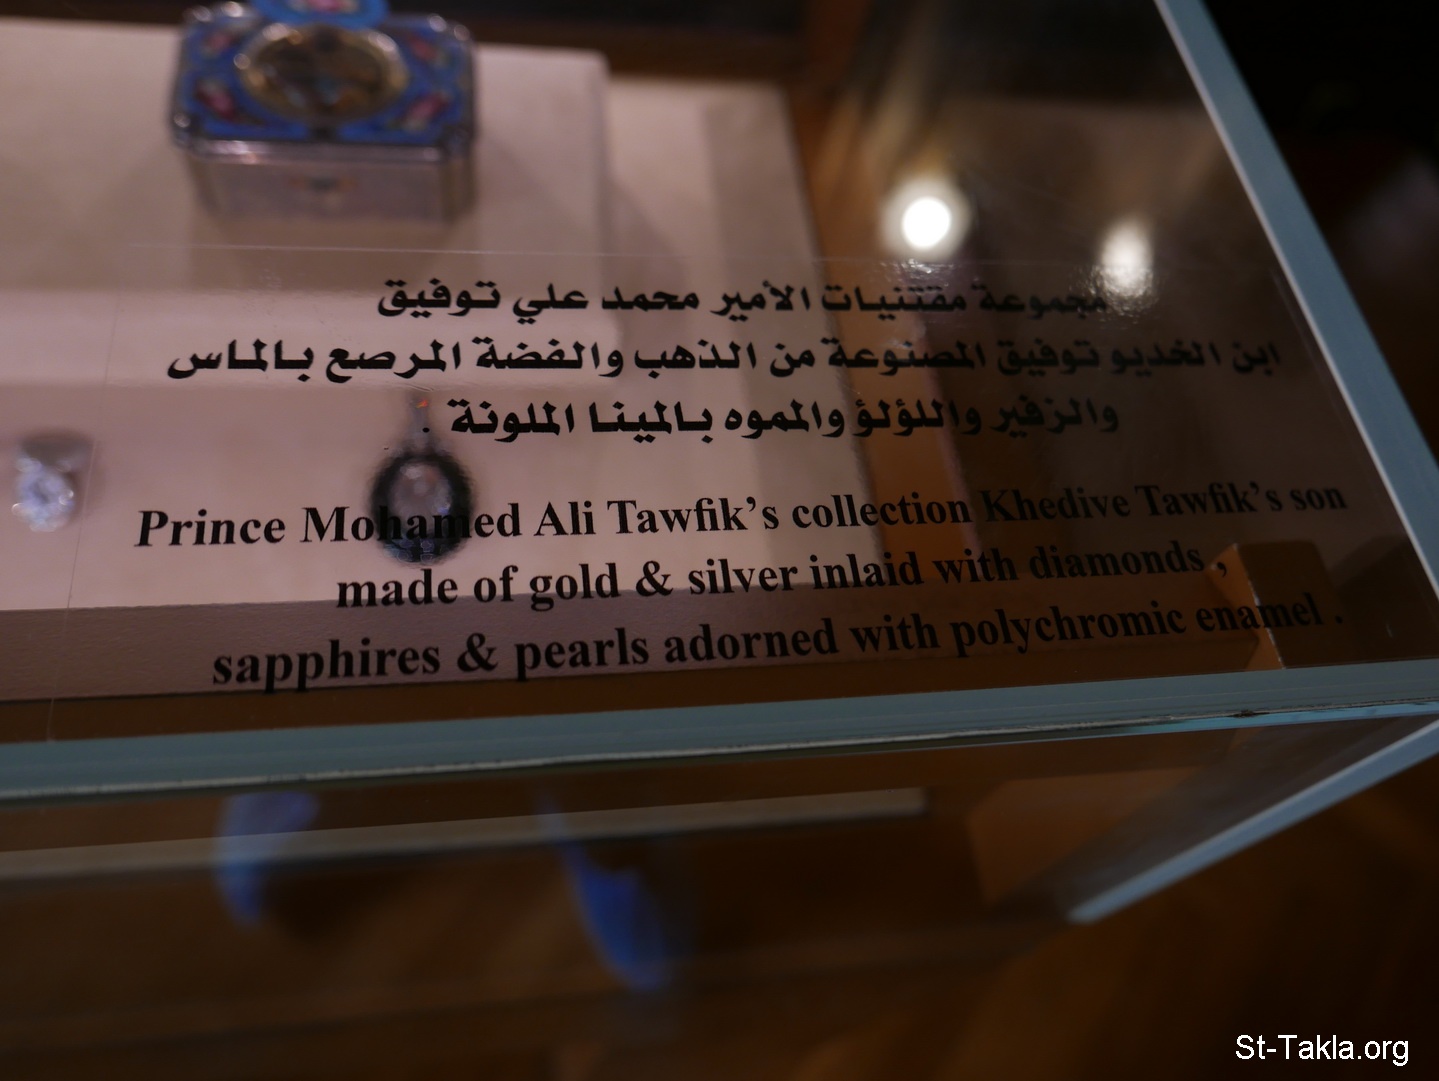 مجموعة مقتنيات الأمير محمد علي توفيق
ابن الخديو توفيق المصنوعة من الذهب والفضة المرصع بالماس
والزفير واللؤلؤ والمموه بالمينا الملونة .
Prince Mohamed Ali Tawfik's collection Khedive Tawfik's son
made of gold & silver inlaid with diamonds ,
sapphires & pearls adorned with polychromic enamel .
St-Takla.org